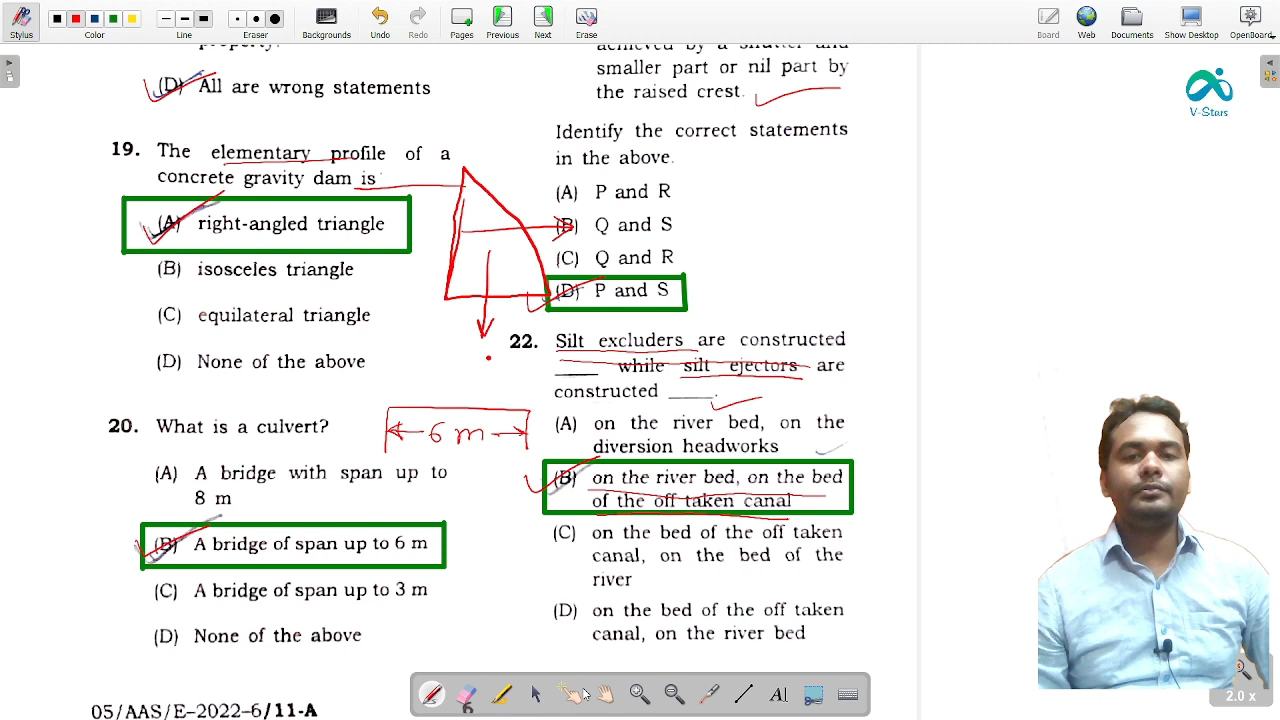 Stylus
Color
Line
Eraser
Backgrounds
Undo
Redo
Pages
Previous
Next
Erase
Board
Web
Documents
Show Desktop
OpenBoard
property.
(D) All are wrong statements
19. The elementary profile of a
concrete gravity dam is
(A) right-angled triangle
(B) isosceles triangle
(C) equilateral triangle
(D) None of the above
20. What is a culvert?
6 m
(A) A bridge with span up to
8 m
(B) A bridge of span up to 6 m
(C) A bridge of span up to 3 m
(D) None of the above
05/AAS/E-2022-6/11-A
achieved by a shutter and
smaller part or nil part by
the raised crest.
Identify the correct statements
in the above.
(A) P and R
(B) Q and S
(C) Q and R
(D) P and S
22. Silt excluders are constructed
____ while silt ejectors are
constructed ____.
(A) on the river bed, on the
diversion headworks
(B) on the river bed, on the bed
of the off taken canal
(C) on the bed of the off taken
canal, on the bed of the
river
(D) on the bed of the off taken
canal, on the river bed
V-Stars
6
AI
2.0 x